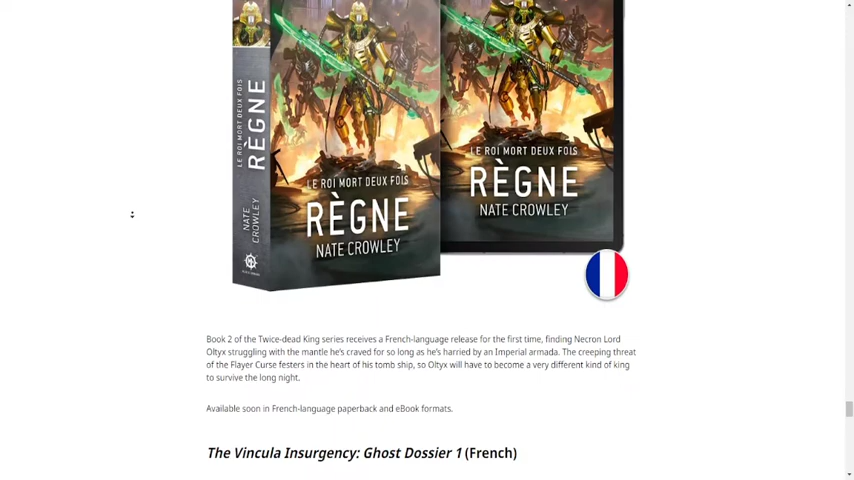 LE ROI MORT DEUX FOIS
RÈGNE
NATE CROWLEY
LE ROI MORT DEUX FOIS
RÈGNE
NATE CROWLEY
LE ROI MORT DEUX FOIS
RÈGNE
NATE CROWLEY
Book 2 of the Twice-dead King series receives a French-language release for the first time, finding Necron Lord
Oltyx struggling with the mantle he's craved for so long as he's harried by an Imperial armada. The creeping threat
of the Flayer Curse festers in the heart of his tomb ship, so Oltyx will have to become a very different kind of king
to survive the long night.
Available soon in French-language paperback and eBook formats.
The Vincula Insurgency: Ghost Dossier 1 (French)